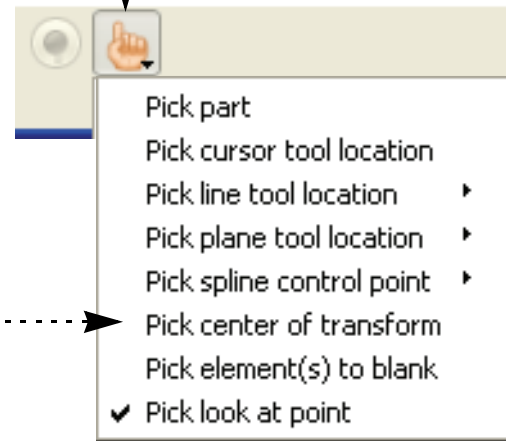 Pick part
Pick cursor tool location
Pick line tool location
Pick plane tool location
Pick spline control point
Pick center of transform
Pick element(s) to blank
Pick look at point